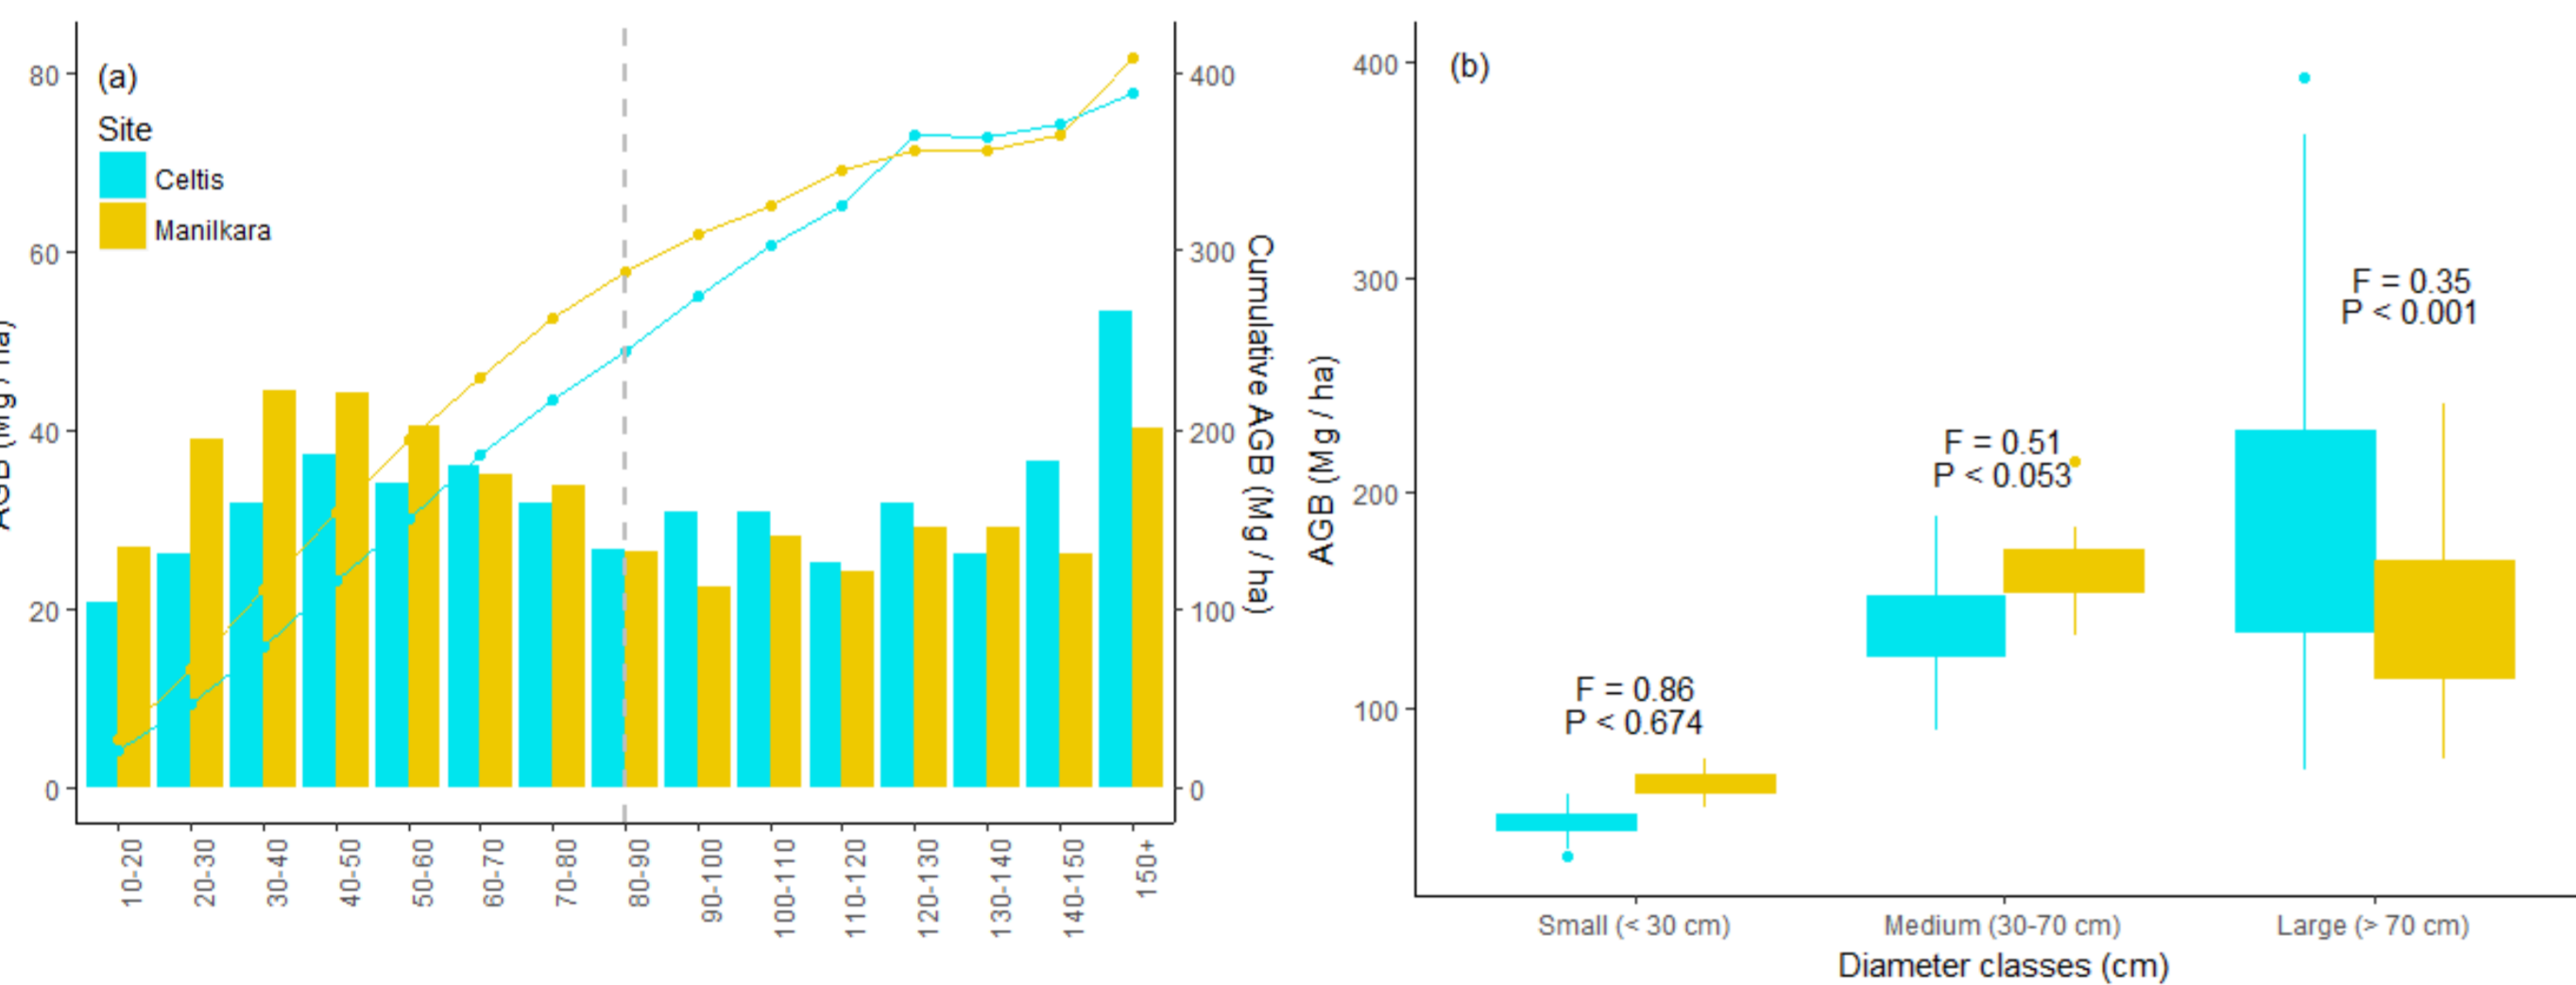 (a)
Site
Celtis
Manilkara
80
60
40
20
0
AGB (Mg / ha)
400
300
200
100
0
Cumulative AGB (Mg / ha)
10-20
20-30
30-40
40-50
50-60
60-70
70-80
80-90
90-100
100-110
110-120
120-130
130-140
140-150
150+
(b)
400
300
200
100
AGB (Mg / ha)
F = 0.86
P < 0.674
F = 0.51
P < 0.053
F = 0.35
P < 0.001
Small (< 30 cm)
Medium (30-70 cm)
Large (> 70 cm)
Diameter classes (cm)